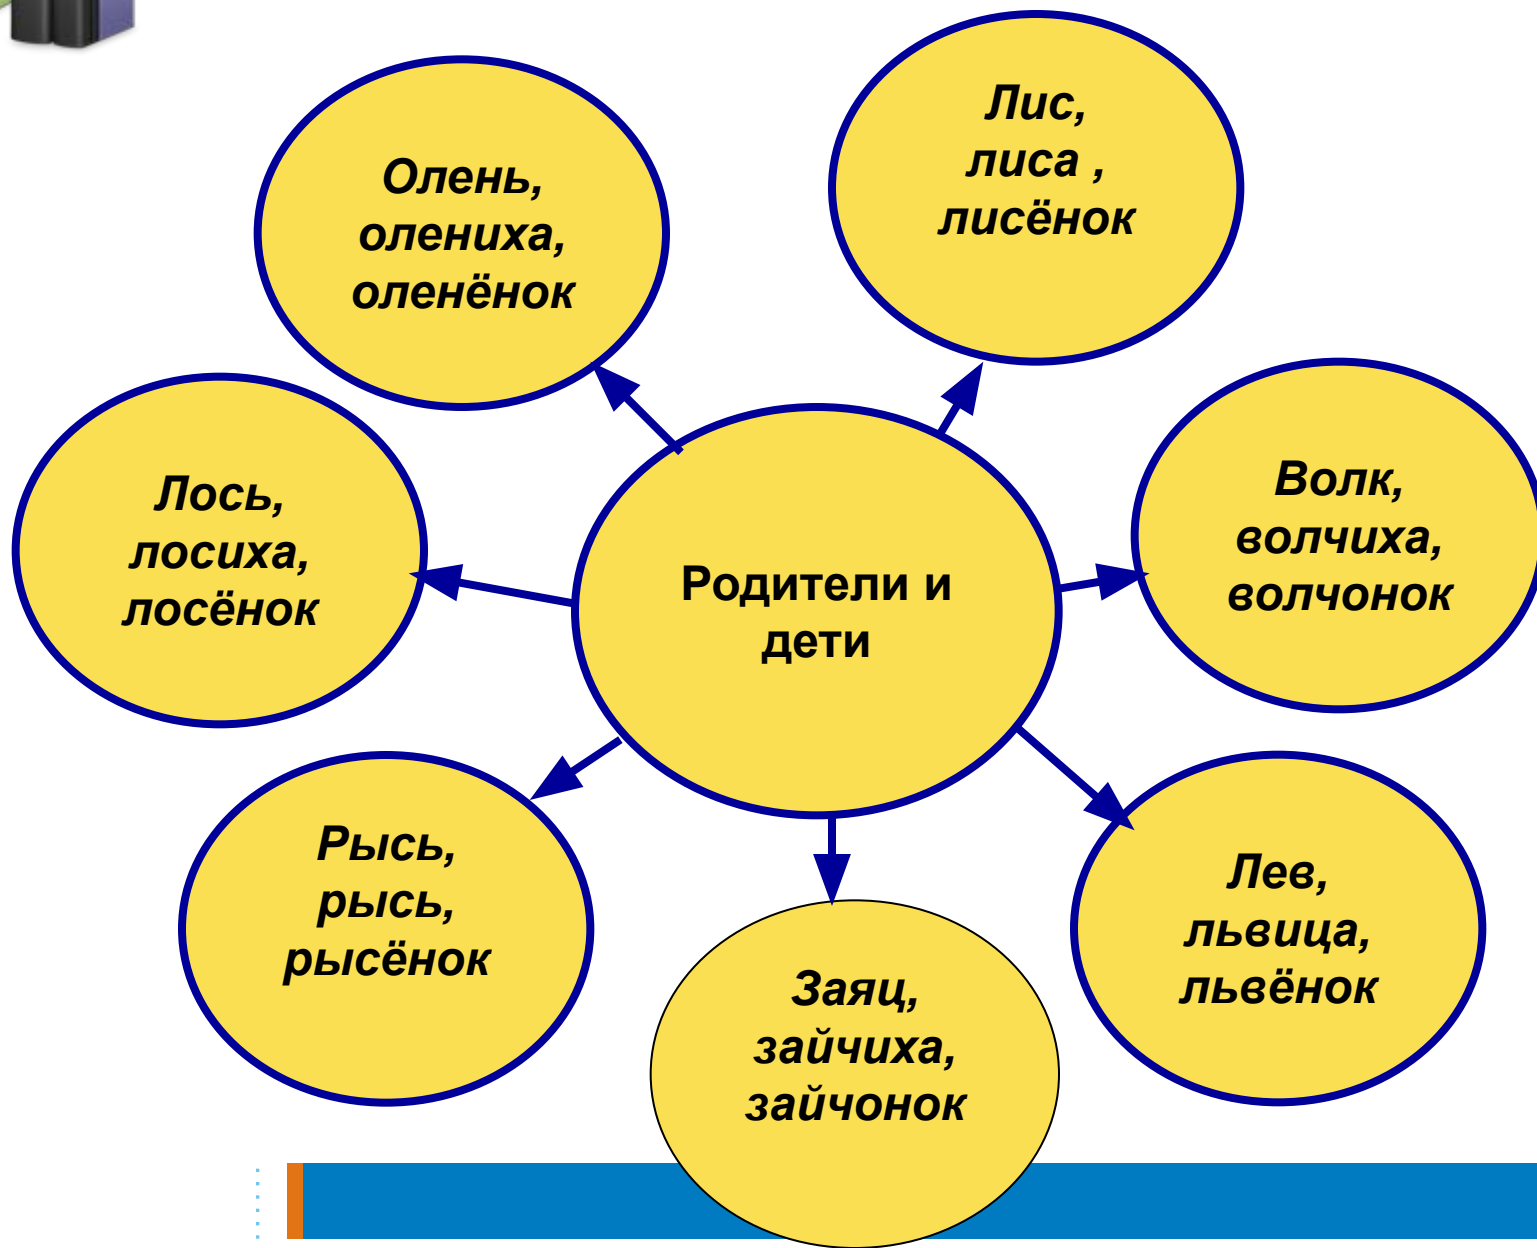 Лис,
лиса ,
лисёнок
Олень,
олениха,
оленёнок
Волк,
волчиха,
волчонок
Лось,
лосиха,
лосёнок
Родители и
дети
Рысь,
рысь,
рысёнок
Лев,
львица,
львёнок
Заяц,
зайчиха,
зайчонок